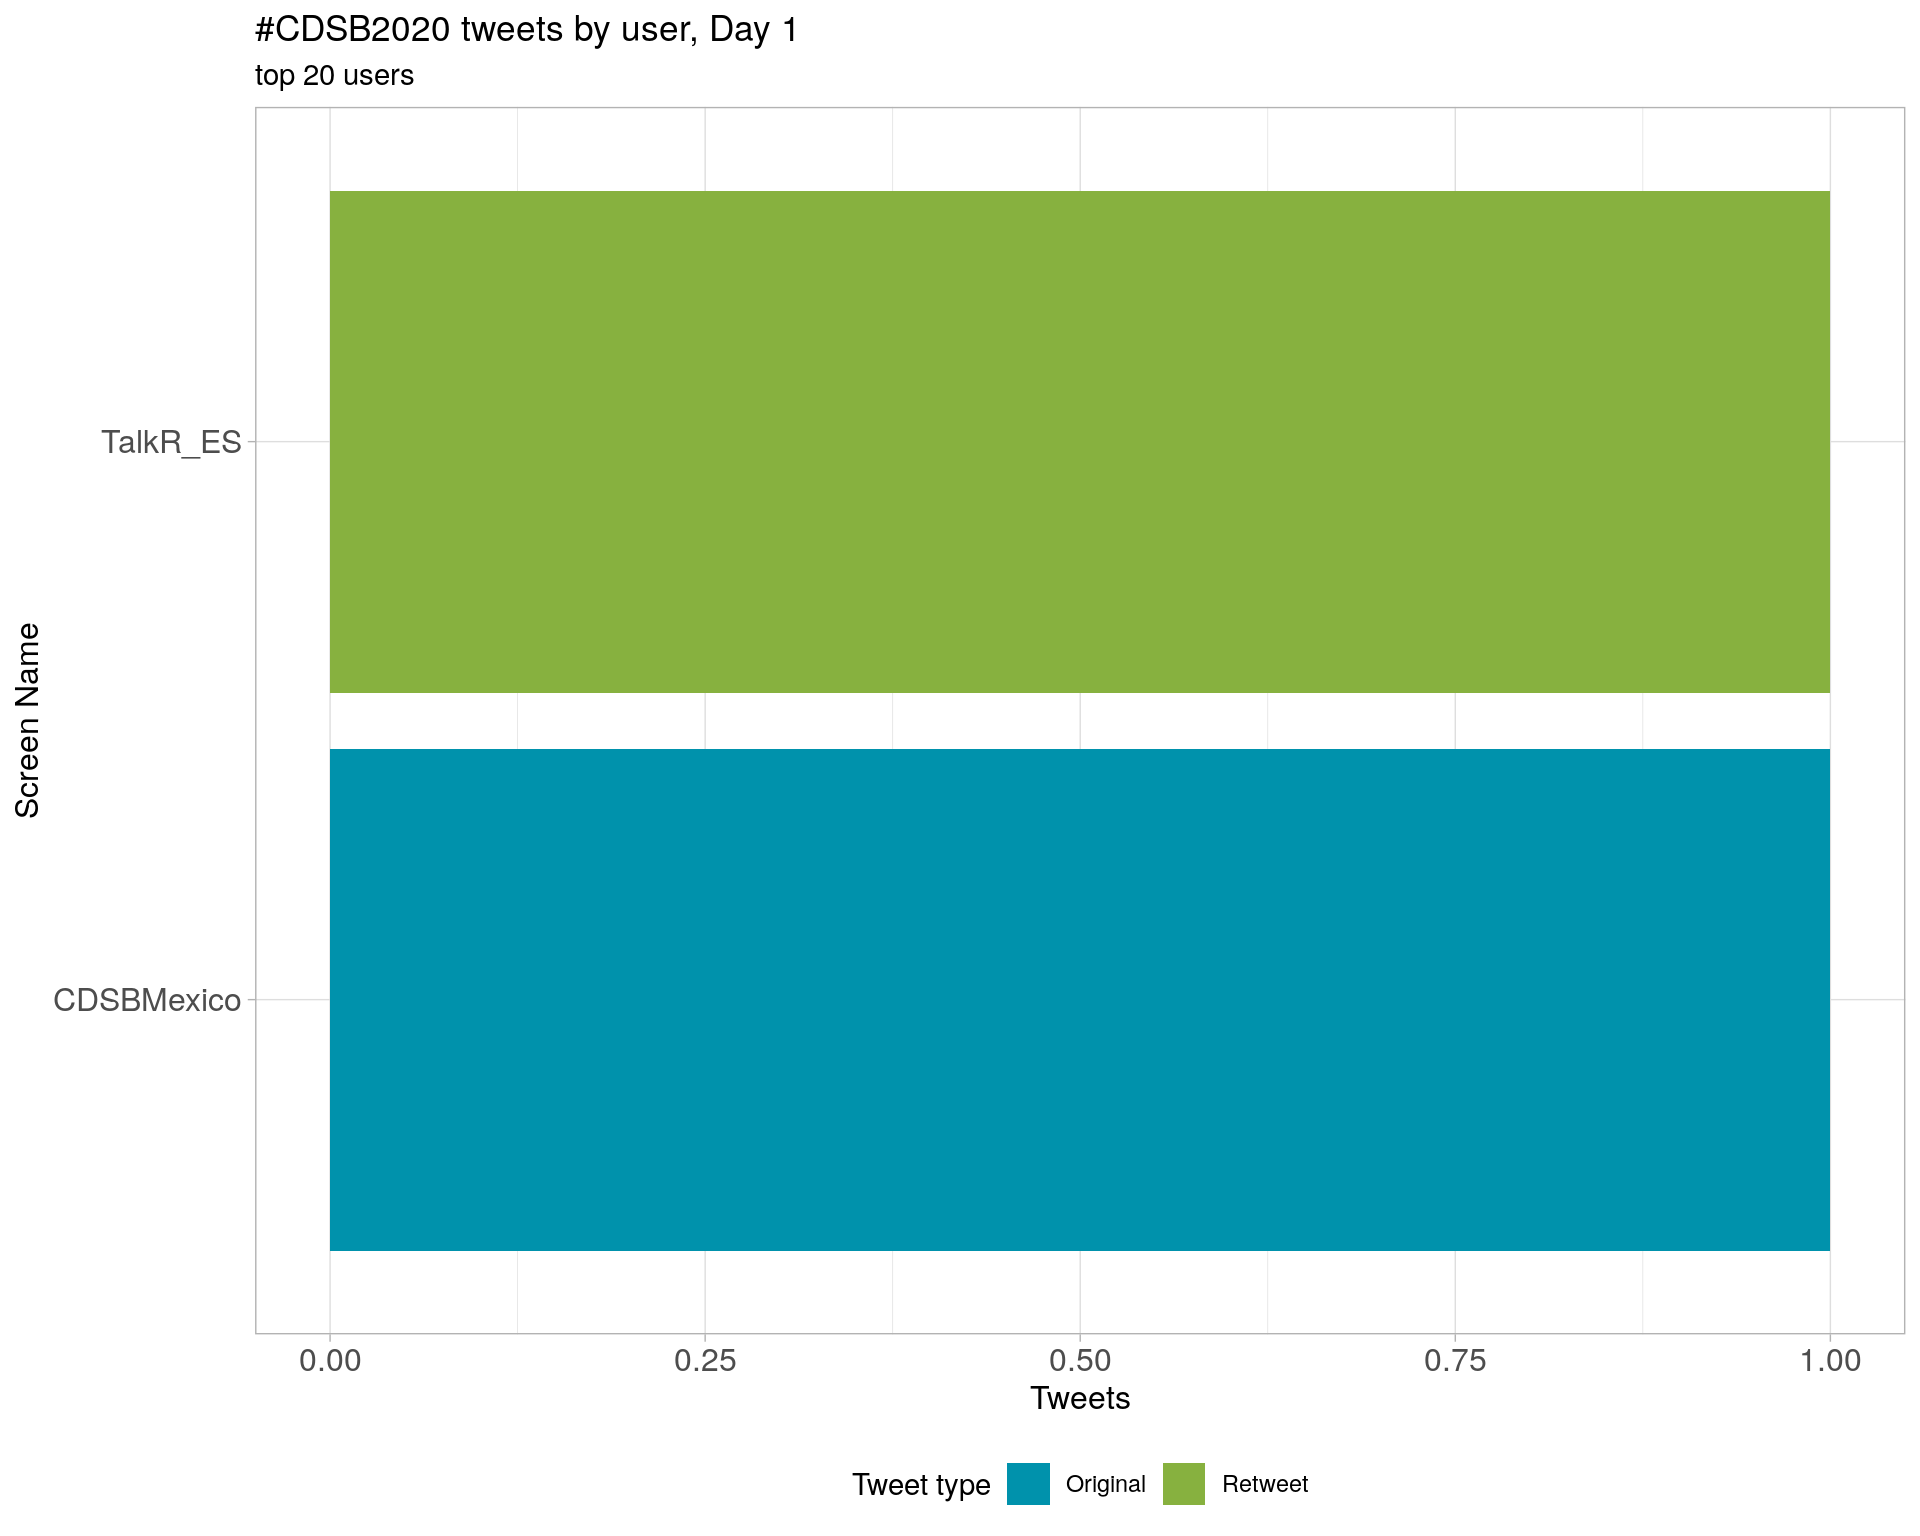 #CDSB2020 tweets by user, Day 1
top 20 users
Screen Name
TalkR_ES
CDSBMexico
0.00 0.25 0.50 0.75 1.00
Tweets
Tweet type Original Retweet